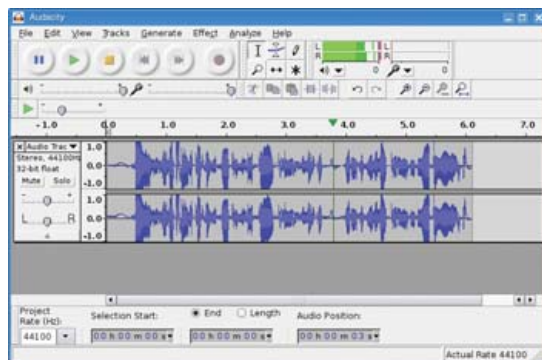 Audacity
File Edit View Tracks Generate Effect Analyze Help
L
R
L
R
0
0
-1.0 0.0 1.0 2.0 3.0 4.0 5.0 6.0 7.0
Audio Trac
Stereo, 44100Hz
32-bit float
Mute Solo
- +
L R
1.0
0.0
-1.0
1.0
0.0
-1.0
Project
Rate (Hz):
Selection Start:
End
Length
Audio Position:
44100
00 h 00 m 00 s
00 h 00 m 00 s
00 h 00 m 03 s
Actual Rate 44100